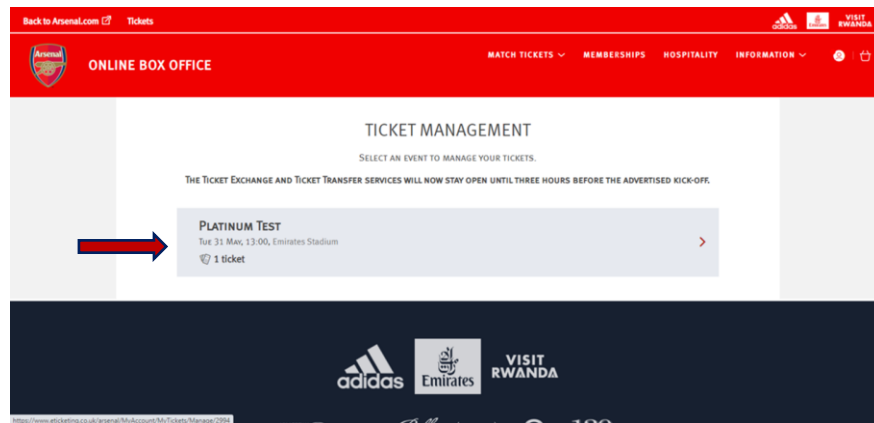 Back to Arsenal.com Tickets
adidas Emirates VISIT RWANDA
Arsenal
ONLINE BOX OFFICE
MATCH TICKETS MEMBERSHIPS HOSPITALITY INFORMATION
TICKET MANAGEMENT
SELECT AN EVENT TO MANAGE YOUR TICKETS.
THE TICKET EXCHANGE AND TICKET TRANSFER SERVICES WILL NOW STAY OPEN UNTIL THREE HOURS BEFORE THE ADVERTISED KICK-OFF.
PLATINUM TEST
Tue 31 May, 13:00, Emirates Stadium
1 ticket
adidas
Emirates
VISIT
RWANDA
https://www.eticketing.co.uk/arsenal/MyAccount/MyTickets/Manage/2994